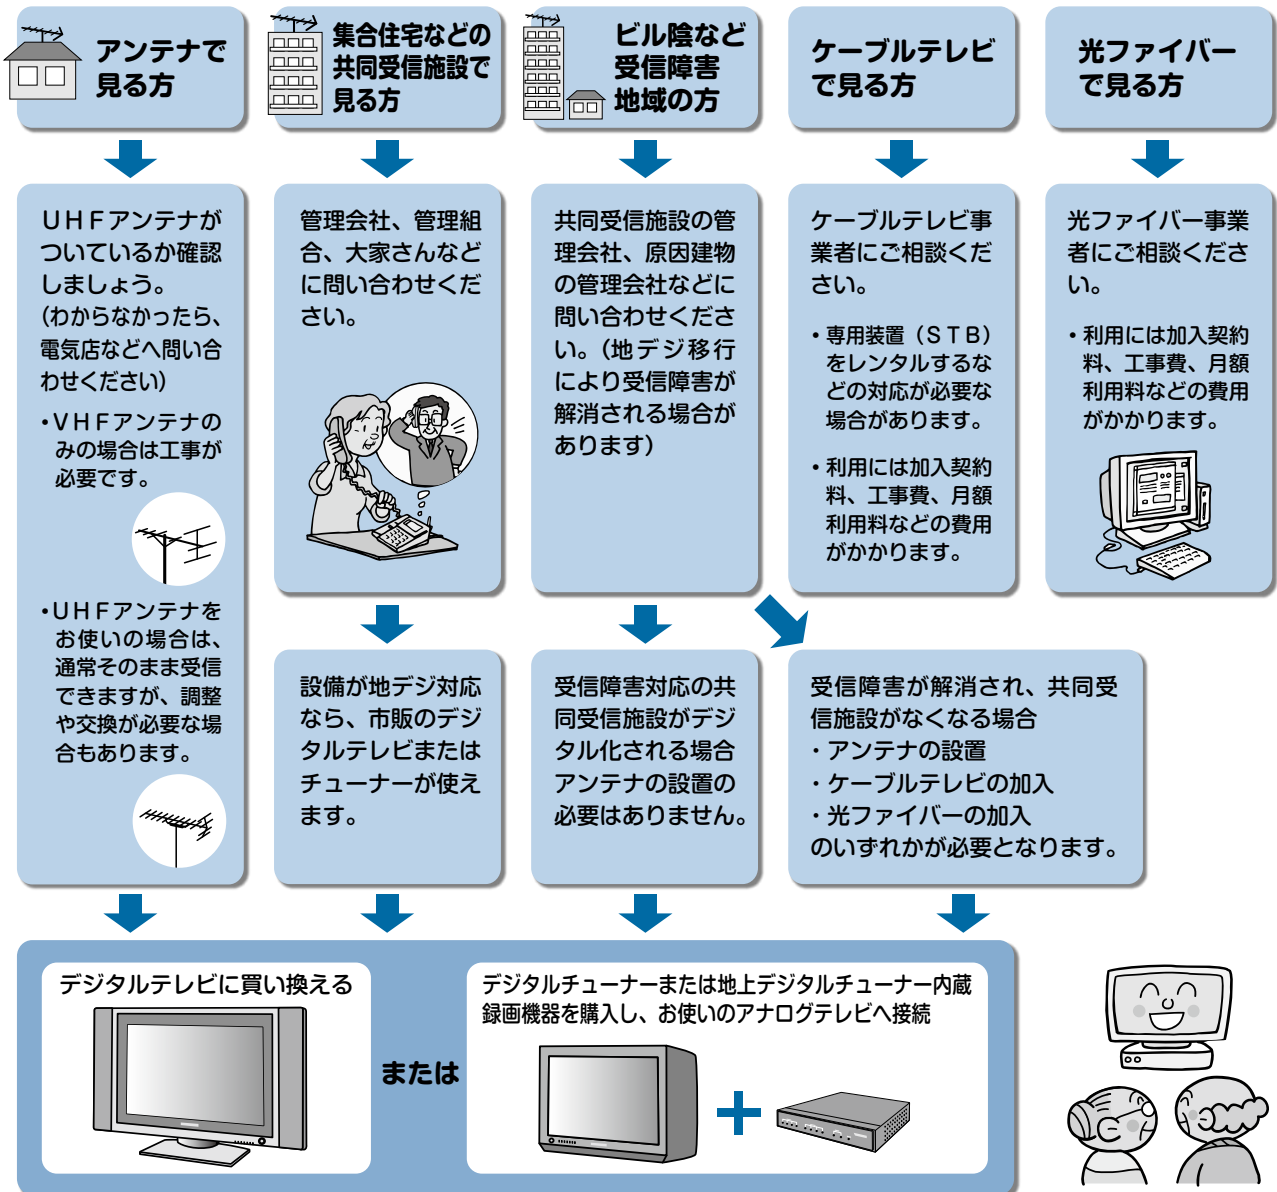 アンテナで
見る方
集合住宅などの
共同受信施設で
見る方
ビル陰など
受信障害
地域の方
ケーブルテレビ
で見る方
光ファイバー
で見る方
UHFアンテナが
ついているか確認
しましょう。
(わからなかったら、
電気店などへ問い合
わせください)
・VHFアンテナの
みの場合は工事が
必要です。
・UHFアンテナを
お使いの場合は、
通常そのまま受信
できますが、調整
や交換が必要な場
合もあります。
管理会社、管理組
合、大家さんなど
に問い合わせくだ
さい。
設備が地デジ対応
なら、市販のデジ
タルテレビまたは
チューナーが使え
ます。
共同受信施設の管
理会社、原因建物
の管理会社などに
問い合わせくださ
い。(地デジ移行
により受信障害が
解消される場合が
あります)
受信障害対応の共
同受信施設がデジ
タル化される場合
アンテナの設置の
必要はありません。
ケーブルテレビ事
業者にご相談くだ
さい。
・専用装置(STB)
をレンタルするな
どの対応が必要な
場合があります。
・利用には加入契約
料、工事費、月額
利用料などの費用
がかかります。
光ファイバー事業
者にご相談くださ
い。
・利用には加入契約
料、工事費、月額
利用料などの費用
がかかります。
受信障害が解消され、共同受
信施設がなくなる場合
・アンテナの設置
・ケーブルテレビの加入
・光ファイバーの加入
のいずれかが必要となります。
デジタルテレビに買い換える
または
デジタルチューナーまたは地上デジタルチューナー内蔵
録画機器を購入し、お使いのアナログテレビへ接続